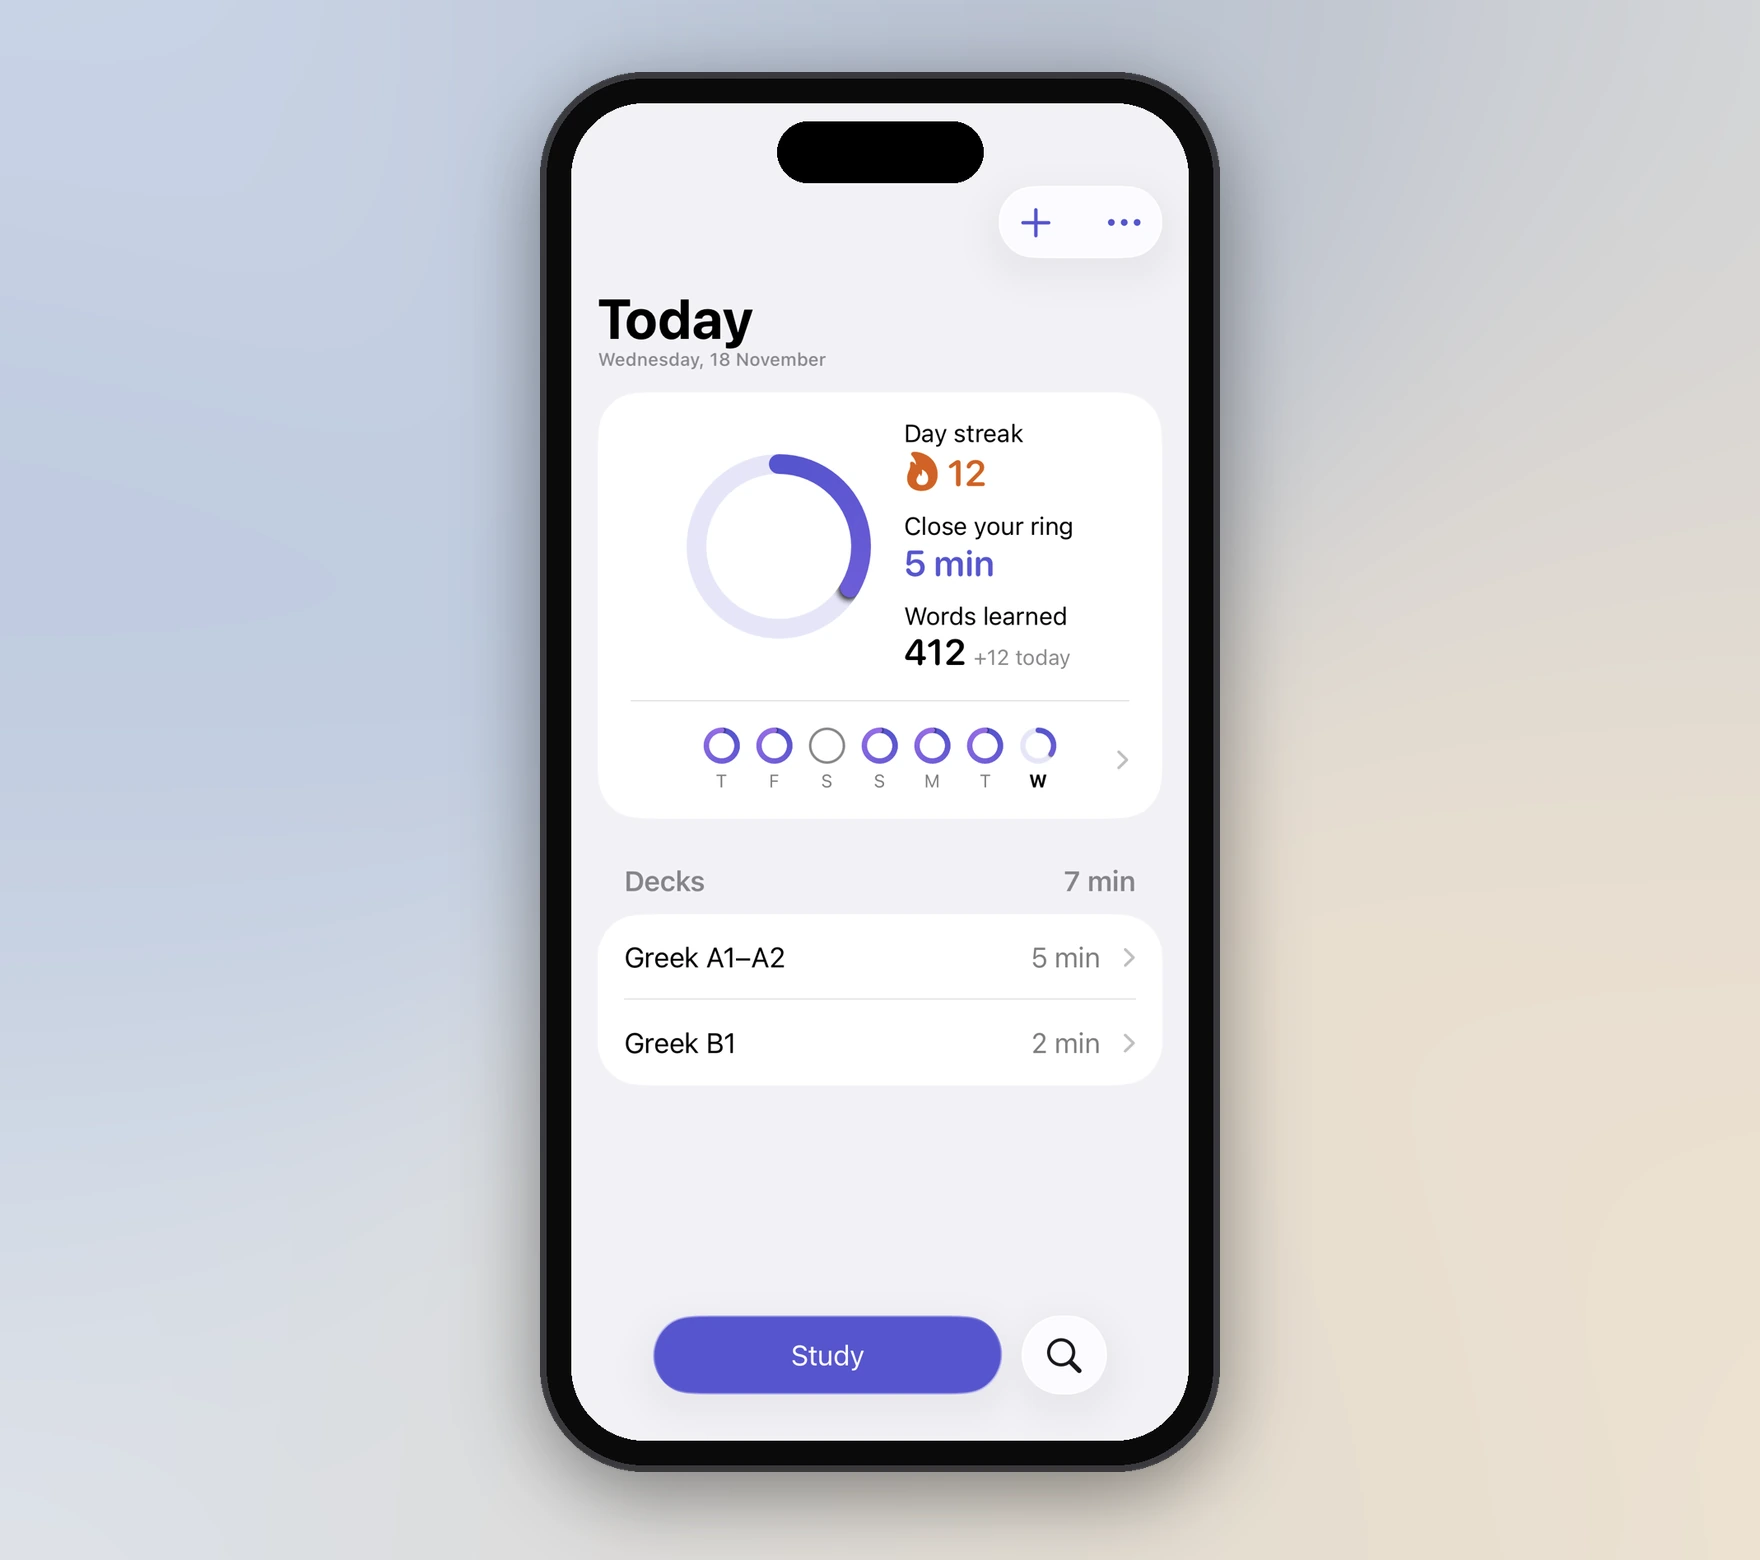 Today
Wednesday, 18 November
Day streak
12
Close your ring
5 min
Words learned
412 +12 today
T F S S M T W
Decks 7 min
Greek A1–A2 5 min
Greek B1 2 min
Study